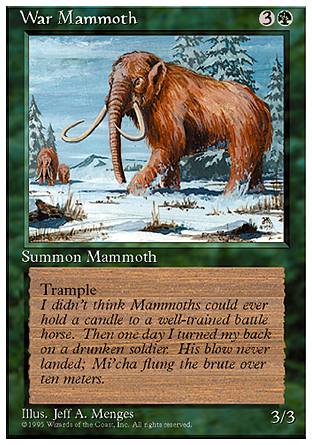 War Mammoth 3
Summon Mammoth
Trample
I didn't think Mammoths could ever
hold a candle to a well-trained battle
horse. Then one day I turned my back
on a drunken soldier. His blow never
landed; Mi'cha flung the brute over
ten meters.
Illus. Jeff A. Menges
©1995 Wizards of the Coast, Inc. All rights reserved.
3/3